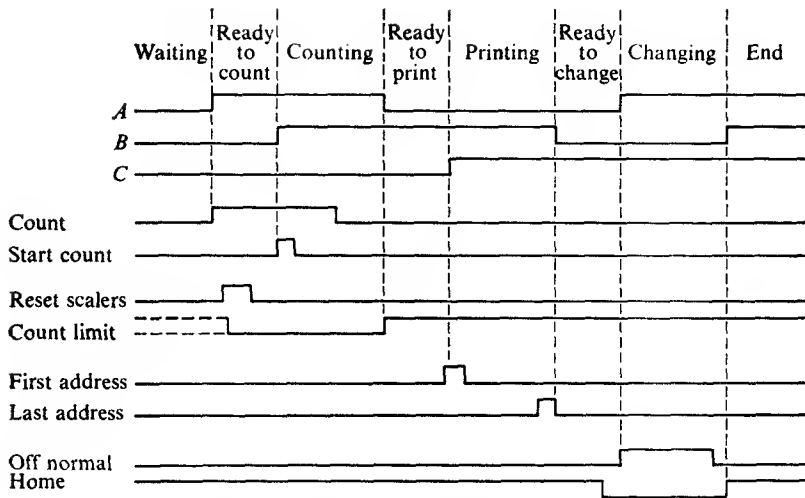 Ready Ready Ready
Waiting to Counting to Printing to Changing End
count print change
A
B
C
Count
Start count
Reset scalers
Count limit
First address
Last address
Off normal
Home